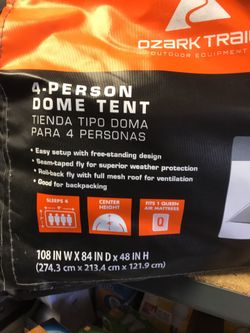 OZARK TRAI
OUTDOOR EQUIPMENT
4-PERSON
DOME TENT
TIENDA TIPO DOMA
PARA 4 PERSONAS
• Easy setup with free-standing design
• Seam-taped fly for superior weather protection
• Roll-back fly with full mesh roof for ventilation
• Good for backpacking
SLEEPS 4
CENTER
HEIGHT
FITS 1 QUEEN
AIR MATTRESS
Q
108 IN W X 84 IN D x 48 IN H
(274.3 cm x 213.4 cm x 121.9 cm)